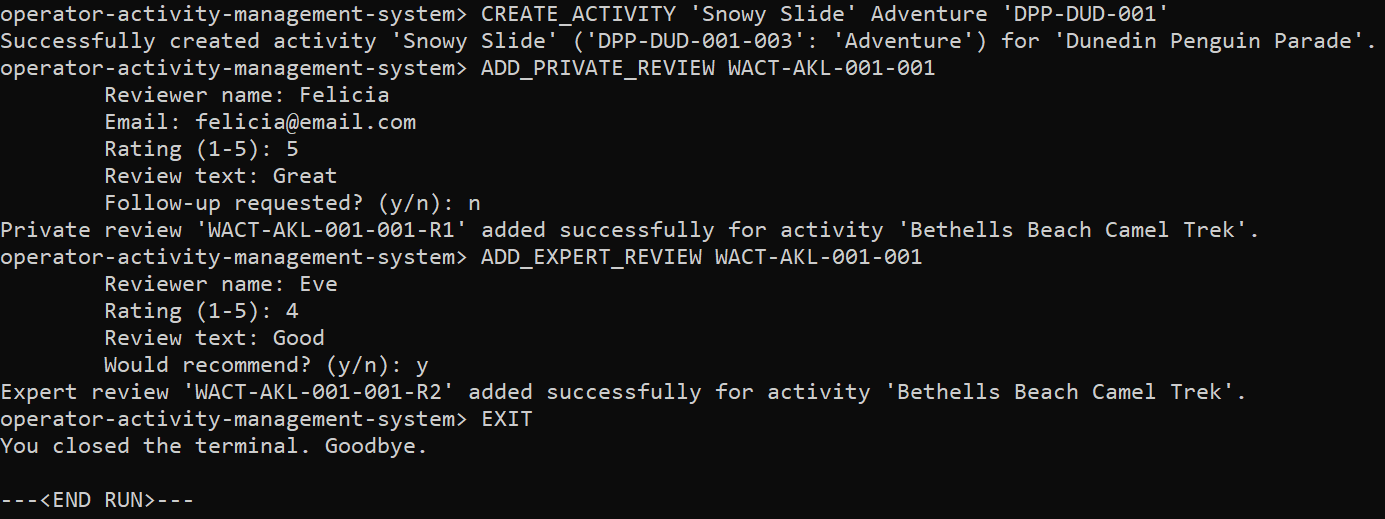 operator-activity-management-system> CREATE_ACTIVITY 'Snowy Slide' Adventure 'DPP-DUD-001'
Successfully created activity 'Snowy Slide' ('DPP-DUD-001-003': 'Adventure') for 'Dunedin Penguin Parade'.
operator-activity-management-system> ADD_PRIVATE_REVIEW WACT-AKL-001-001
        Reviewer name: Felicia
        Email: felicia@email.com
        Rating (1-5): 5
        Review text: Great
        Follow-up requested? (y/n): n
Private review 'WACT-AKL-001-001-R1' added successfully for activity 'Bethells Beach Camel Trek'.
operator-activity-management-system> ADD_EXPERT_REVIEW WACT-AKL-001-001
        Reviewer name: Eve
        Rating (1-5): 4
        Review text: Good
        Would recommend? (y/n): y
Expert review 'WACT-AKL-001-001-R2' added successfully for activity 'Bethells Beach Camel Trek'.
operator-activity-management-system> EXIT
You closed the terminal. Goodbye.

---<END RUN>---